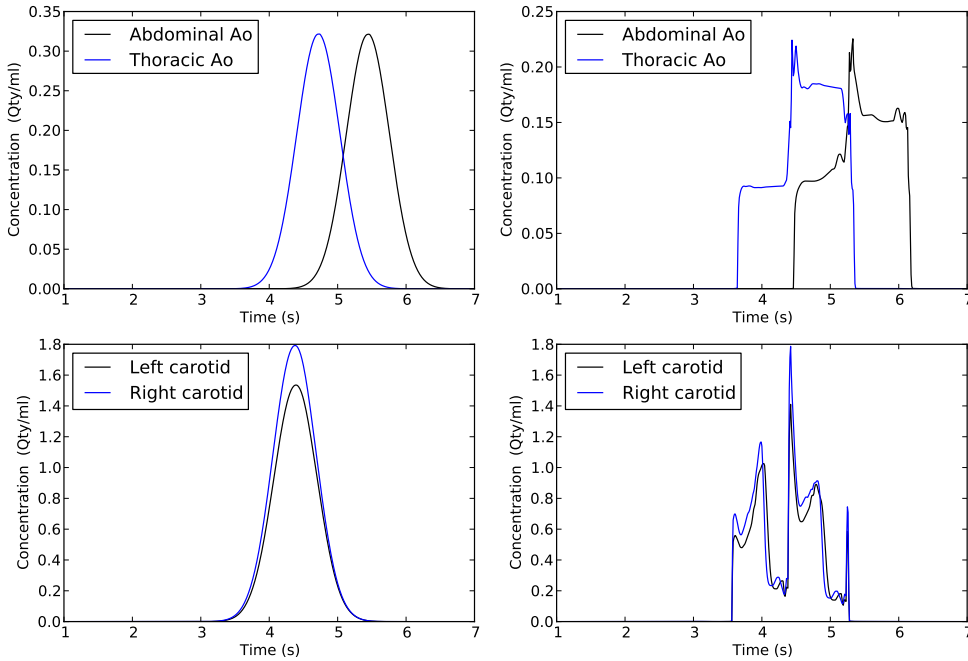 0.35
0.30
0.25
0.20
0.15
0.10
0.05
0.00
Concentration (Qty/ml)
Abdominal Ao
Thoracic Ao
1 2 3 4 5 6 7
Time (s)
0.25
0.20
0.15
0.10
0.05
0.00
Concentration (Qty/ml)
Abdominal Ao
Thoracic Ao
1 2 3 4 5 6 7
Time (s)
1.8
1.6
1.4
1.2
1.0
0.8
0.6
0.4
0.2
0.0
Concentration (Qty/ml)
Left carotid
Right carotid
1 2 3 4 5 6 7
Time (s)
1.8
1.6
1.4
1.2
1.0
0.8
0.6
0.4
0.2
0.0
Concentration (Qty/ml)
Left carotid
Right carotid
1 2 3 4 5 6 7
Time (s)